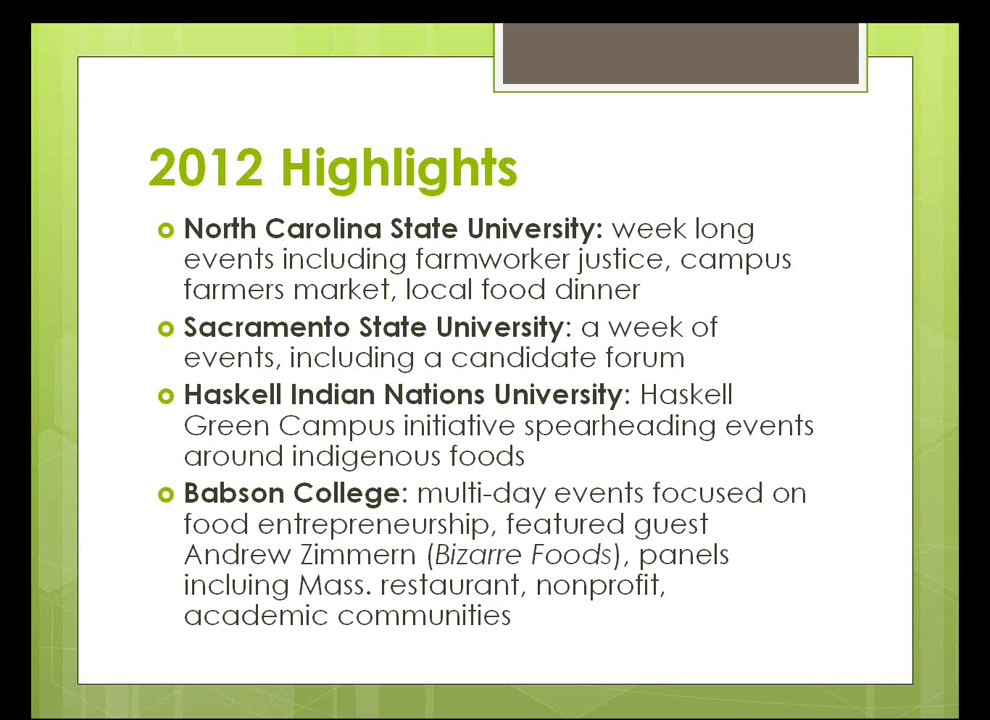 2012 Highlights
North Carolina State University: week long
events including farmworker justice, campus
farmers market, local food dinner
Sacramento State University: a week of
events, including a candidate forum
Haskell Indian Nations University: Haskell
Green Campus initiative spearheading events
around indigenous foods
Babson College: multi-day events focused on
food entrepreneurship, featured guest
Andrew Zimmern (Bizarre Foods), panels
incluing Mass. restaurant, nonprofit,
academic communities